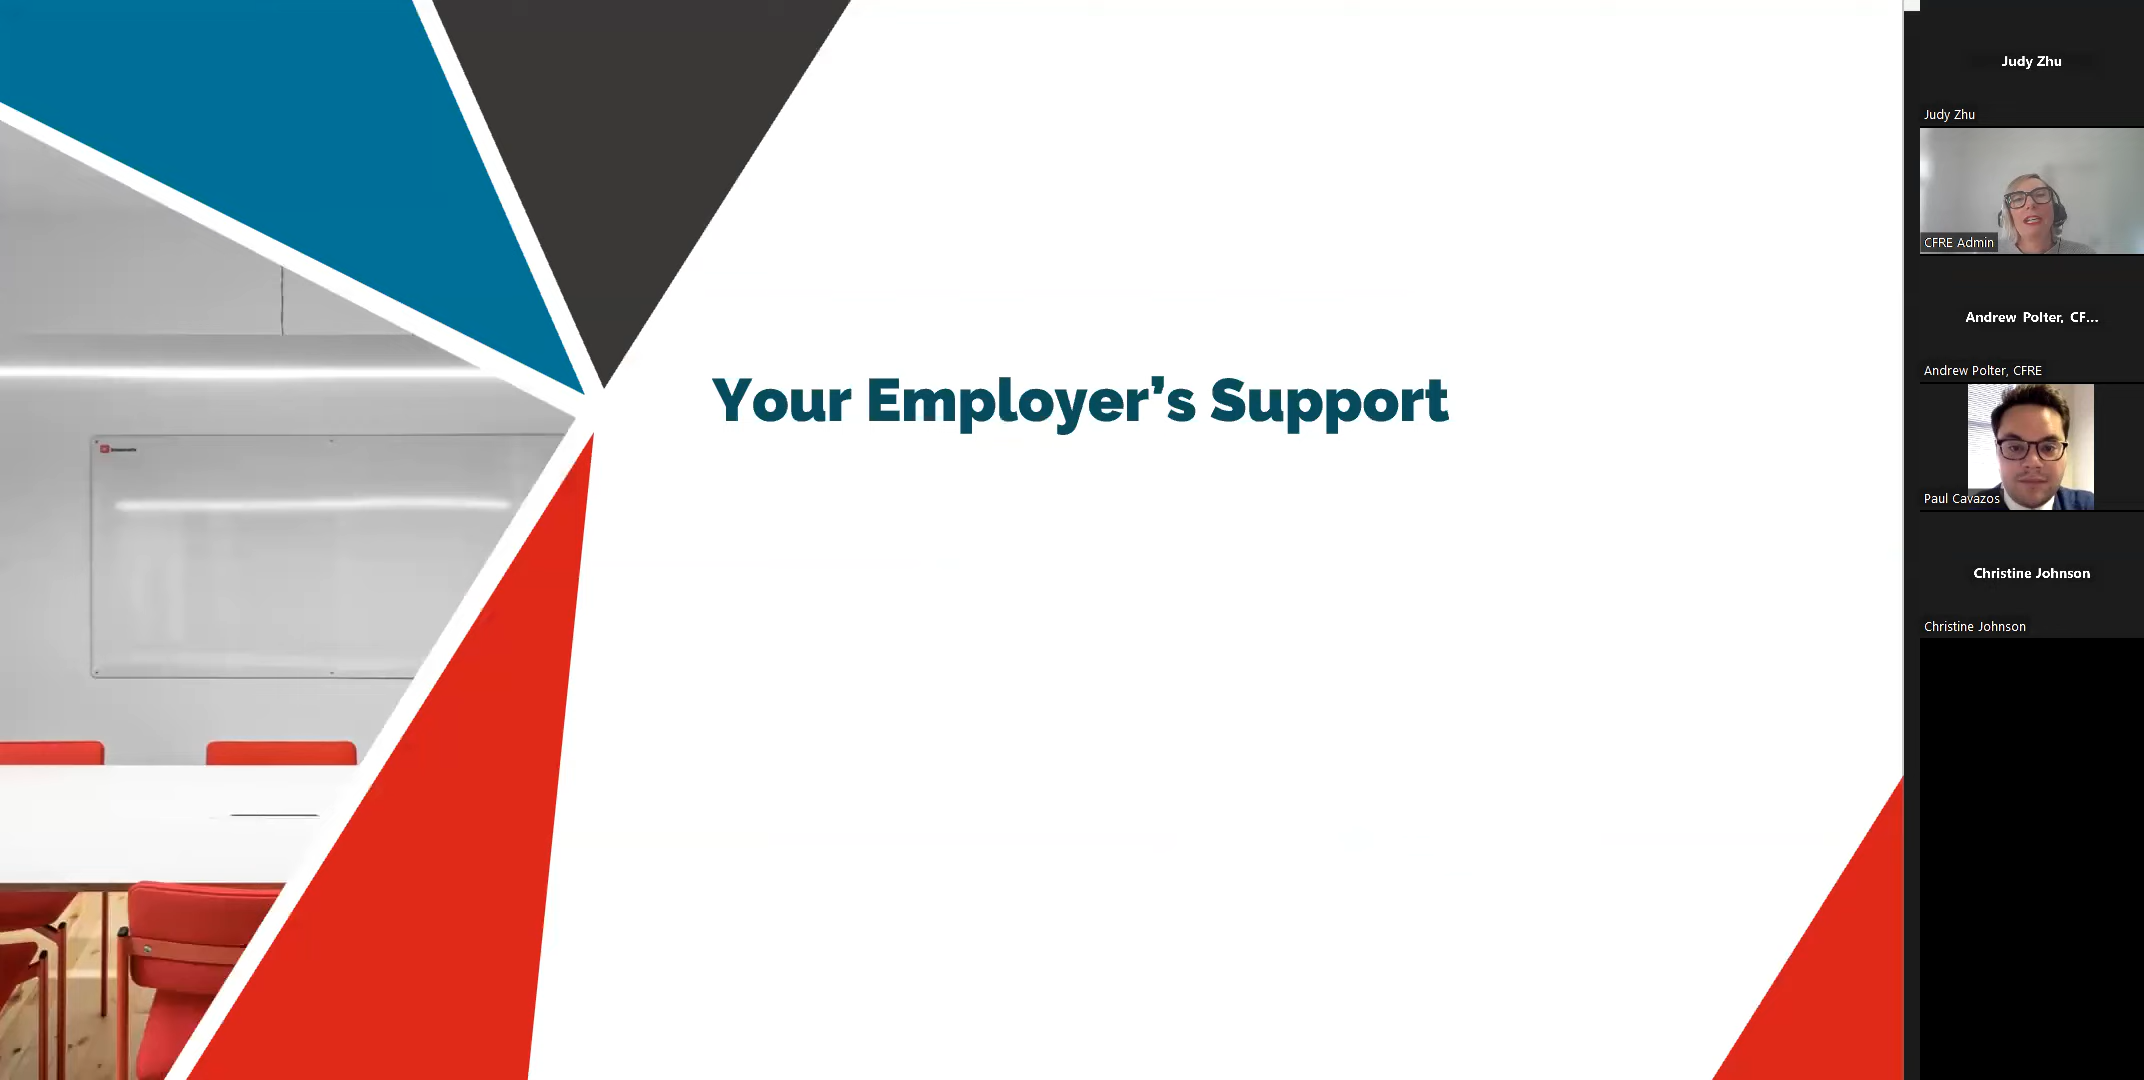 Your Employer’s Support
Judy Zhu
Judy Zhu
CFRE Admin
Andrew Polter, CF...
Andrew Polter, CFRE
Paul Cavazos
Christine Johnson
Christine Johnson